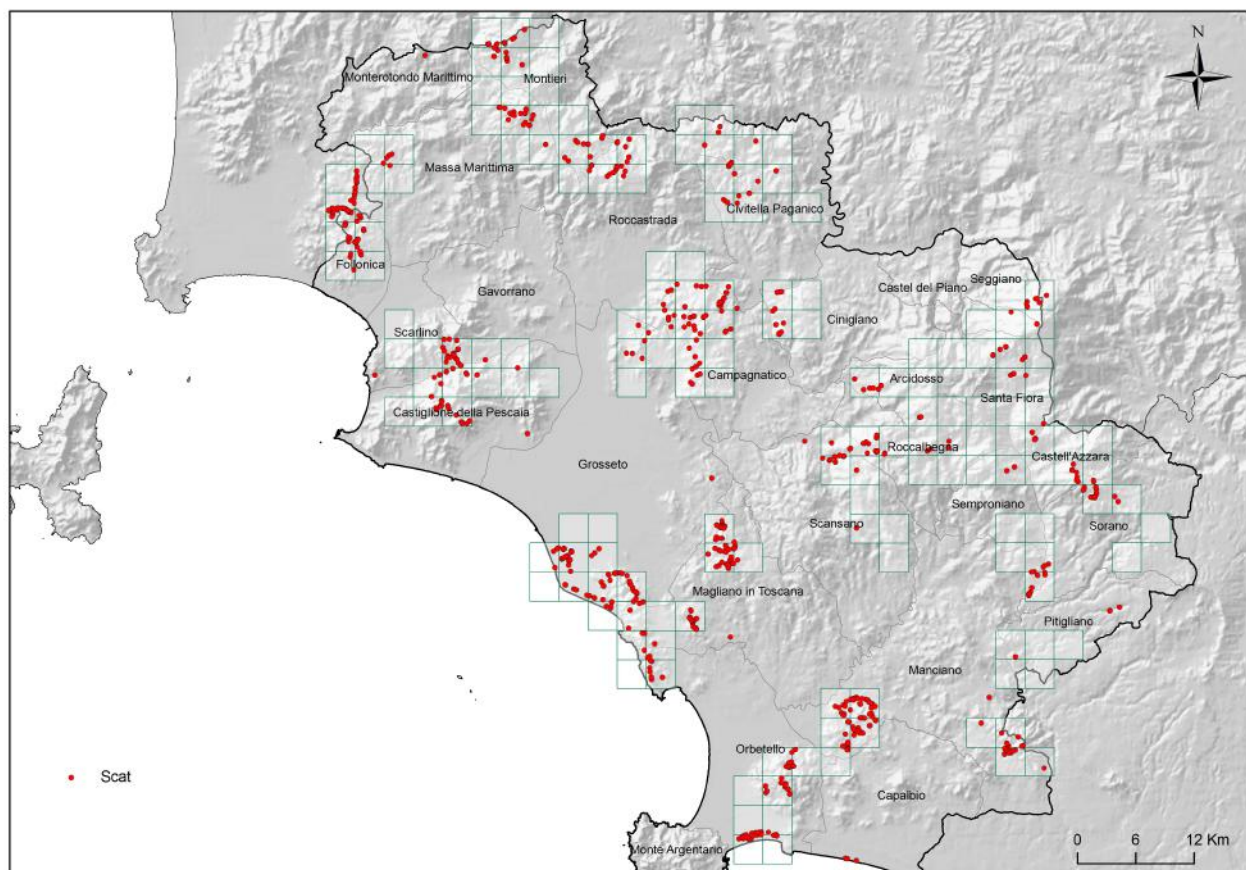 N
Monterotondo Marittimo
Montieri
Massa Marittima
Roccastrada
Civitella Paganico
Follonica
Gavorrano
Castel del Piano
Seggiano
Scarlino
Cinigiano
Campagnatico
Arcidosso
Santa Fiora
Castiglione della Pescaia
Roccalbegna
Castell'Azzara
Grosseto
Semproniano
Scansano
Sorano
Magliano in Toscana
Pitigliano
Manciano
Orbetello
Scat
Capalbio
Monte Argentario
0 6 12 Km